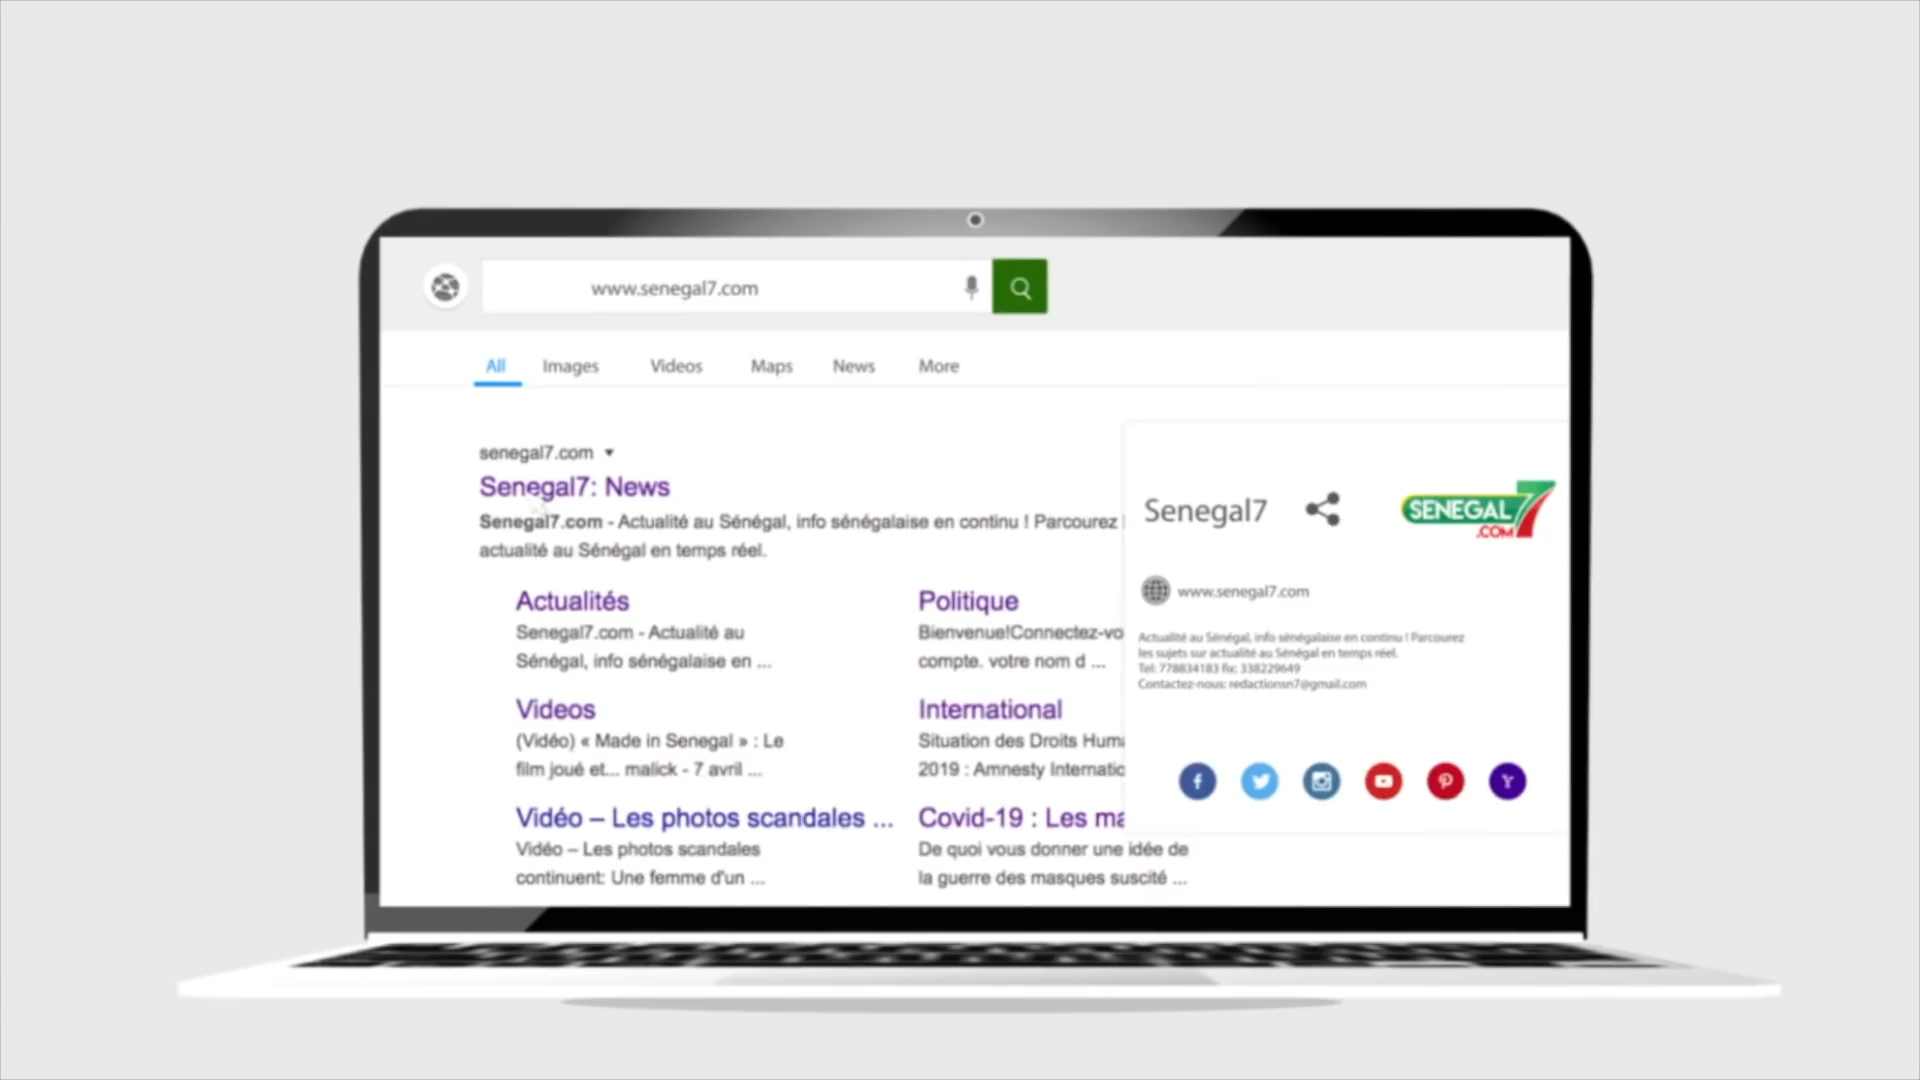 www.senegal7.com
All Images Videos Maps News More
senegal7.com
Senegal7: News
Senegal7.com - Actualité au Sénégal, info sénégalaise en continu ! Parcourez
actualité au Sénégal en temps réel.
Actualités
Senegal7.com - Actualité au
Sénégal, info sénégalaise en ...
Politique
Bienvenue!Connectez-vo
compte. votre nom d ...
Videos
(Vidéo) « Made in Senegal » : Le
film joué et... malick - 7 avril ...
International
Situation des Droits Huma
2019 : Amnesty Internatio
Vidéo – Les photos scandales ...
Vidéo – Les photos scandales
continuent: Une femme d'un ...
Covid-19 : Les ma
De quoi vous donner une idée de
la guerre des masques suscité ...
Senegal7
SENEGAL7
.COM
www.senegal7.com
Actualité au Sénégal, info sénégalaise en continu ! Parcourez
les sujets sur actualité au Sénégal en temps réel.
Tel: 778834183 fix: 338229649
Contactez-nous: redactionsn7@gmail.com